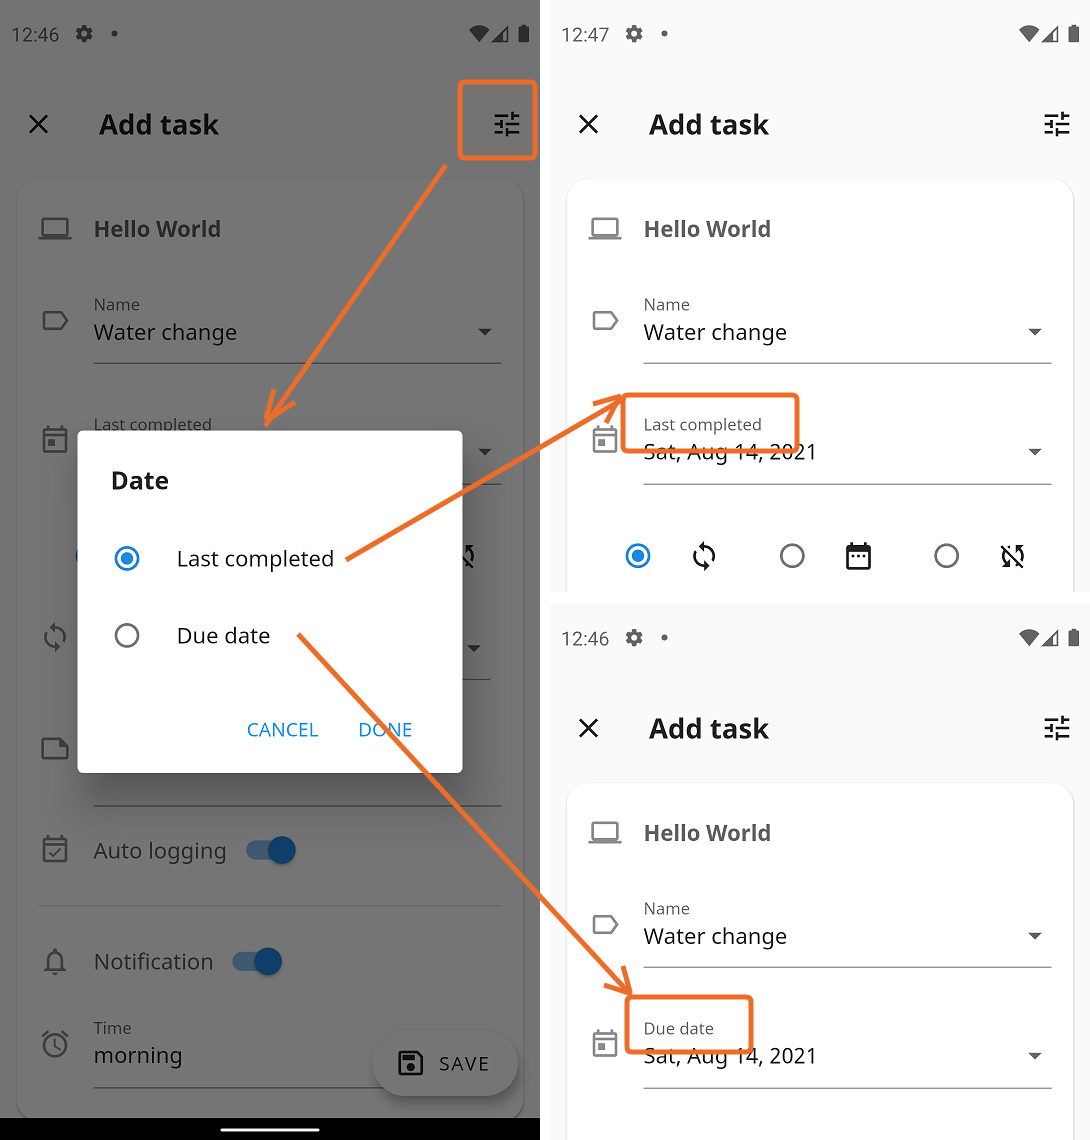 12:46
Add task
Hello World
Name
Water change
Last completed
Date
Last completed
Due date
CANCEL DONE
Auto logging
Notification
Time
morning
SAVE
12:47
Add task
Hello World
Name
Water change
Last completed
Sat, Aug 14, 2021
12:46
Add task
Hello World
Name
Water change
Due date
Sat, Aug 14, 2021